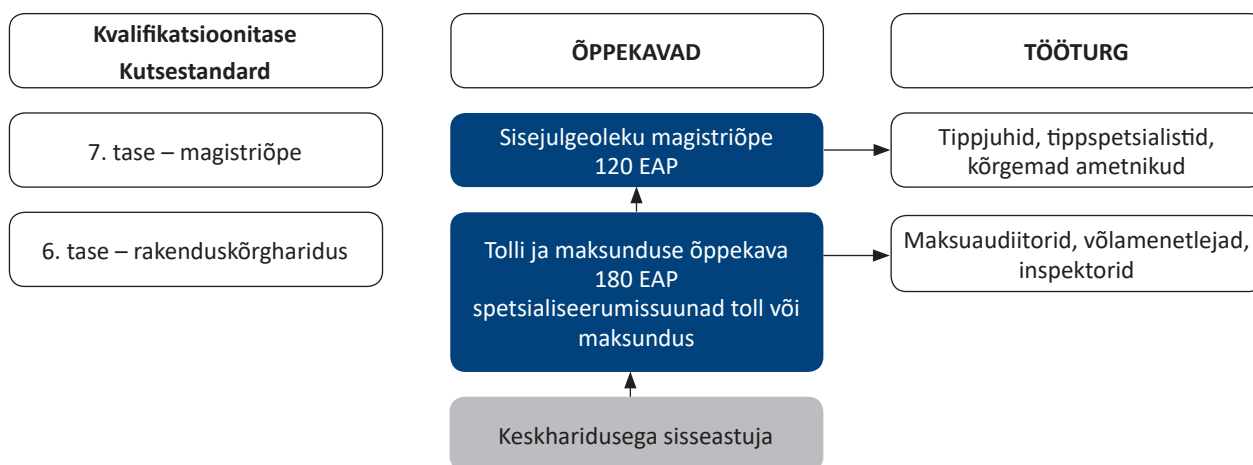 Kvalifikatsioonitase
Kutsestandard
ÕPPEKAVAD
TÖÖTURG
7. tase – magistriõpe
Sisejulgeoleku magistriõpe
120 EAP
Tippjuhid, tippspetsialistid,
kõrgemad ametnikud
6. tase – rakenduskõrgharidus
Tolli ja maksunduse õppekava
180 EAP
spetsialiseerumissuunad toll või
maksundus
Maksuaudiitorid, võlamenetlejad,
inspektorid
Keskharidusega sisseastuja